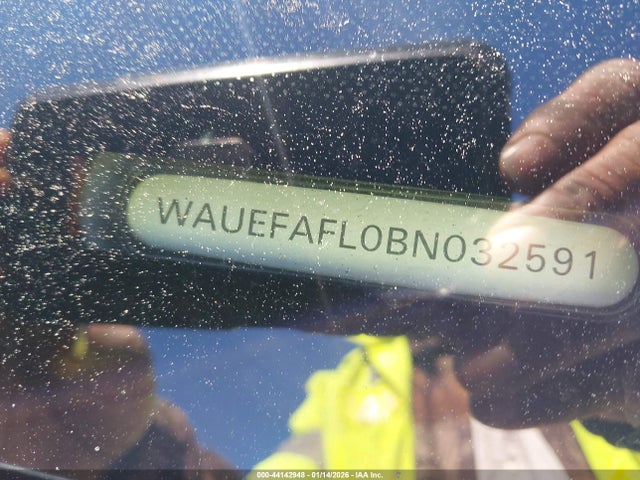 WAUEFAFL0BN032591
000-44142948 - 01/14/2026 - IAA Inc.